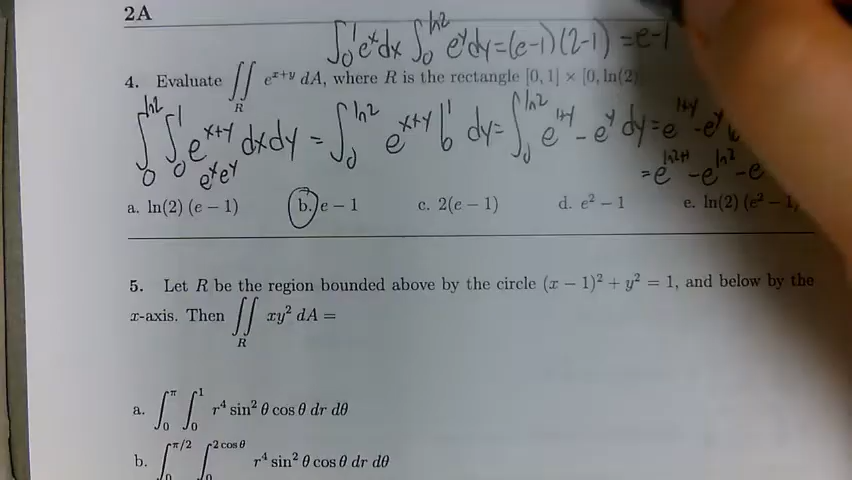 2A
∫₀¹ eˣdx ∫₀^ln2 eʸdy = (e-1)(2-1) = e-1
4. Evaluate ∬_R e^{x+y} dA, where R is the rectangle [0, 1] × [0, ln(2)
∫₀^ln2 ∫₀¹ e^{x+y} dxdy = ∫₀^ln2 e^{x+y} |₀¹ dy = ∫₀^ln2 e^{1+y} - e^y dy = e^{1+y} - e^y
eˣeʸ
= e^{ln2+1} - e^{ln2} - e
a. ln(2) (e − 1) b. e − 1 c. 2(e − 1) d. e² − 1 e. ln(2) (e² − 1)
5. Let R be the region bounded above by the circle (x − 1)² + y² = 1, and below by the
x-axis. Then ∬_R xy² dA =
a. ∫₀^π ∫₀¹ r⁴ sin² θ cos θ dr dθ
b. ∫₀^{π/2} ∫₀^{2 cos θ} r⁴ sin² θ cos θ dr dθ